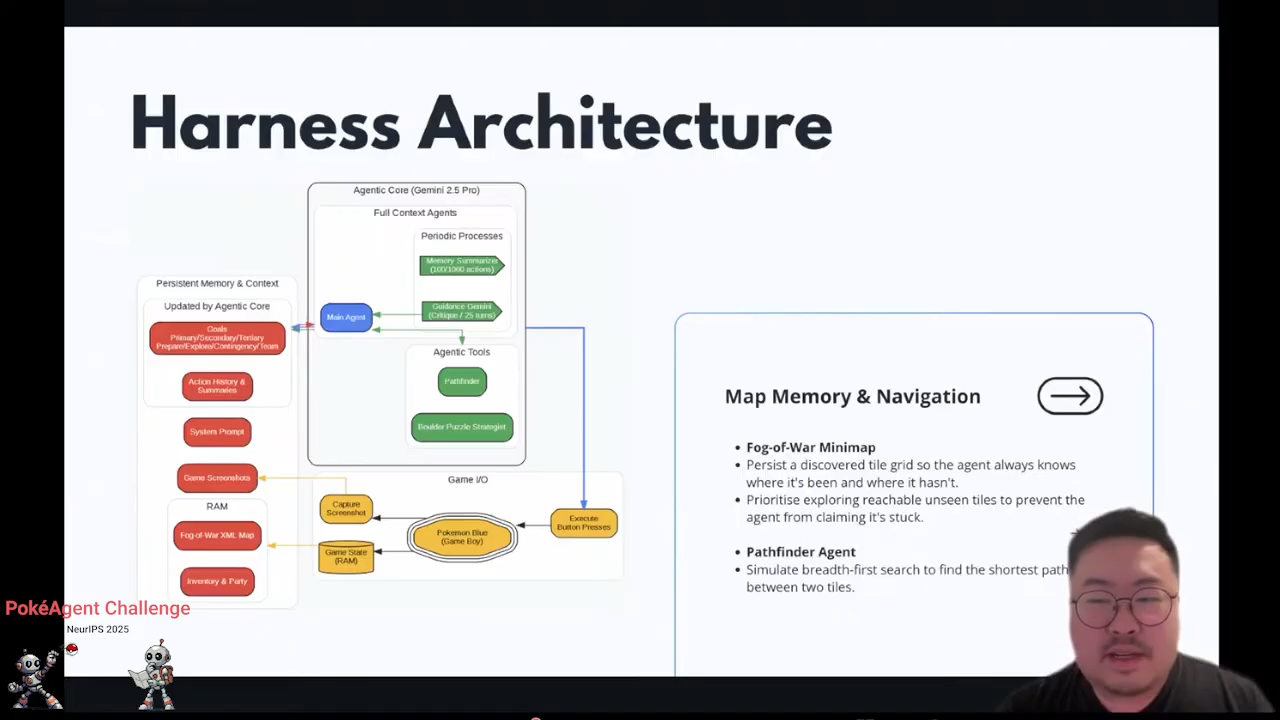 Harness Architecture
Agentic Core (Gemini 2.5 Pro)
Full Context Agents
Periodic Processes
Memory Summarizer
(100/1000 actions)
Guidance Gemini
(Critique / 25 turns)
Main Agent
Agentic Tools
Pathfinder
Boulder Puzzle Strategist
Persistent Memory & Context
Updated by Agentic Core
Goals
Primary/Secondary/Tertiary
Prepare/Explore/Contingency/Team
Action History &
Summaries
System Prompt
Game Screenshots
RAM
Fog-of-War XML Map
Inventory & Party
Game I/O
Capture
Screenshot
Game State
(RAM)
Pokemon Blue
(Game Boy)
Execute
Button Presses
Map Memory & Navigation
• Fog-of-War Minimap
• Persist a discovered tile grid so the agent always knows
where it's been and where it hasn't.
• Prioritise exploring reachable unseen tiles to prevent the
agent from claiming it's stuck.
• Pathfinder Agent
• Simulate breadth-first search to find the shortest path
between two tiles.
PokéAgent Challenge
NeurIPS 2025